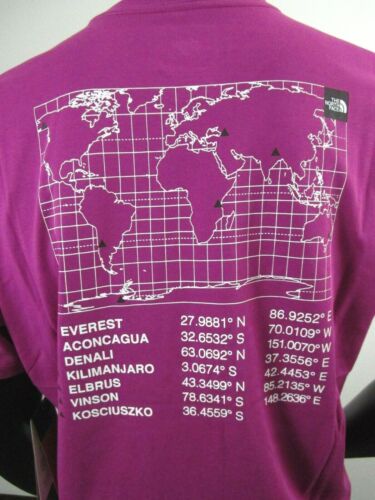 THE
NORTH
FACE
EVEREST 27.9881° N 86.9252° E
ACONCAGUA 32.6532° S 70.0109° W
DENALI 63.0692° N 151.0070° W
KILIMANJARO 3.0674° S 37.3556° E
ELBRUS 43.3499° N 42.4453° E
VINSON 78.6341° S 85.2135° W
KOSCIUSZKO 36.4559° S 148.2636° E